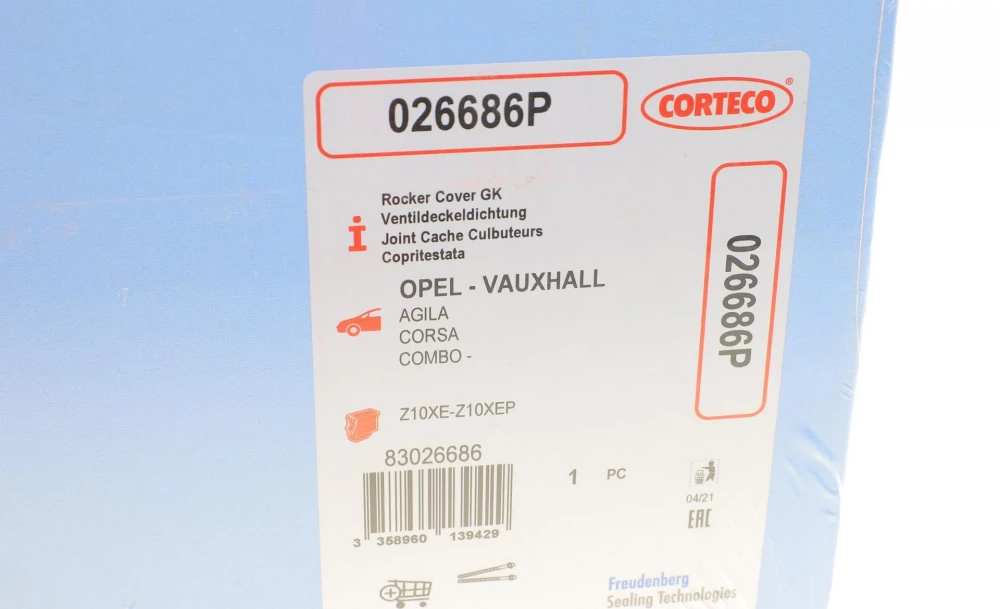 026686P
CORTECO®
Rocker Cover GK
Ventildeckeldichtung
Joint Cache Culbuteurs
Copritestata
OPEL - VAUXHALL
AGILA
CORSA
COMBO -
026686P
Z10XE-Z10XEP
83026686
1 PC
04/21
EAC
3 358960 139429
Freudenberg
Sealing Technologies